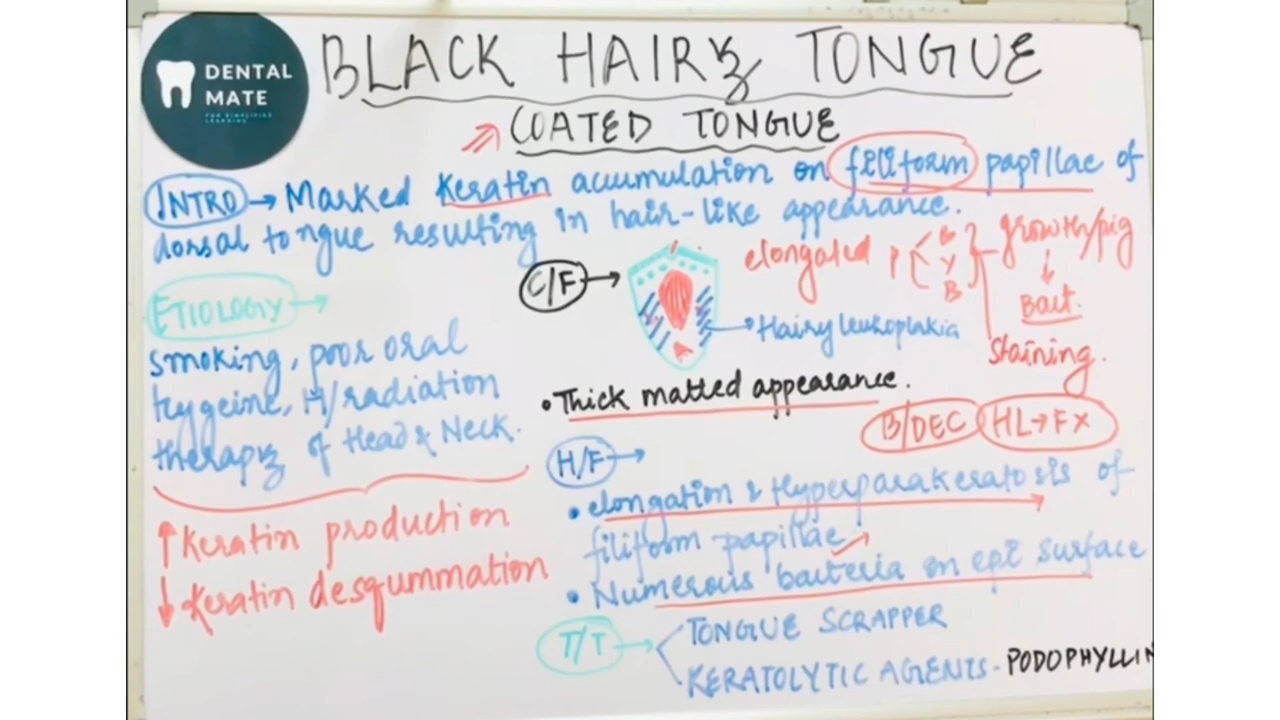 DENTAL
MATE
FOR SIMPLIFIED
LEARNING
BLACK HAIRY TONGUE
COATED TONGUE
INTRO → Marked Keratin accumulation on filiform papillae of
dorsal tongue resulting in hair-like appearance.
ETIOLOGY →
smoking, poor oral
hygeine, H/radiation
therapy of Head & Neck.
↑ Keratin production
↓ Keratin desqummation
C/F →
elongated P
B
Y
B
growth/pig
↓
Bact.
Staining.
Hairy leukoplakia
• Thick matted appearance.
B/DEC HL→FX
H/F →
• elongation & Hyperparakeratosis of
filiform papillae
• Numerous bacteria on epi surface
T/T →
TONGUE SCRAPPER
KERATOLYTIC AGENTS - PODOPHYLLIN